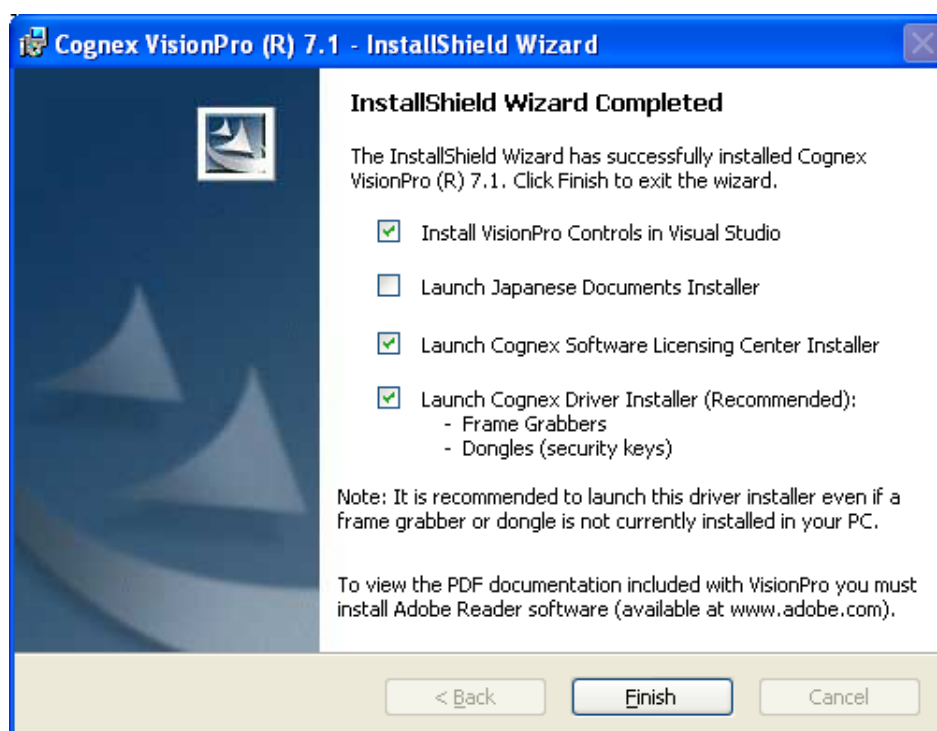 Cognex VisionPro (R) 7.1 - InstallShield Wizard
InstallShield Wizard Completed
The InstallShield Wizard has successfully installed Cognex
VisionPro (R) 7.1. Click Finish to exit the wizard.
Install VisionPro Controls in Visual Studio
Launch Japanese Documents Installer
Launch Cognex Software Licensing Center Installer
Launch Cognex Driver Installer (Recommended):
- Frame Grabbers
- Dongles (security keys)
Note: It is recommended to launch this driver installer even if a
frame grabber or dongle is not currently installed in your PC.
To view the PDF documentation included with VisionPro you must
install Adobe Reader software (available at www.adobe.com).
< Back Finish Cancel